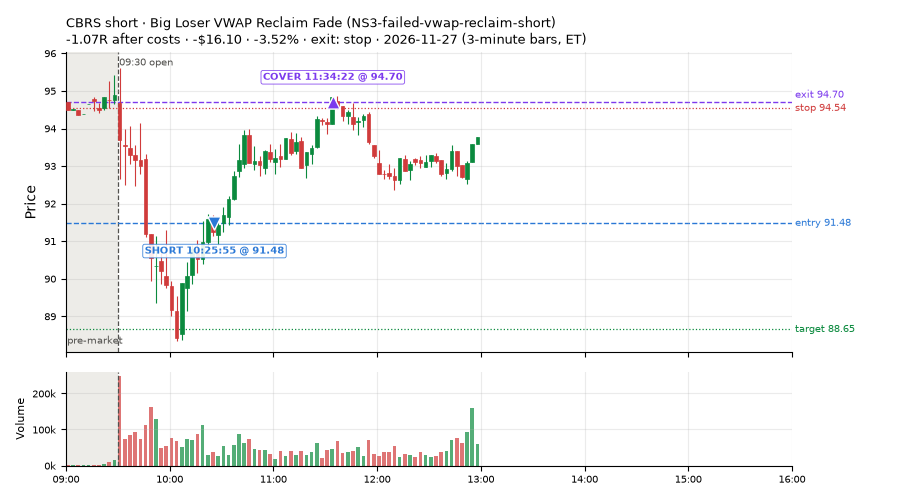 CBRS short · Big Loser VWAP Reclaim Fade (NS3-failed-vwap-reclaim-short)
-1.07R after costs · -$16.10 · -3.52% · exit: stop · 2026-11-27 (3-minute bars, ET)
09:30 open
COVER 11:34:22 @ 94.70
exit 94.70
stop 94.54
entry 91.48
SHORT 10:25:55 @ 91.48
target 88.65
pre-market
Price
96
95
94
93
92
91
90
89
Volume
200k
100k
0k
09:00
10:00
11:00
12:00
13:00
14:00
15:00
16:00